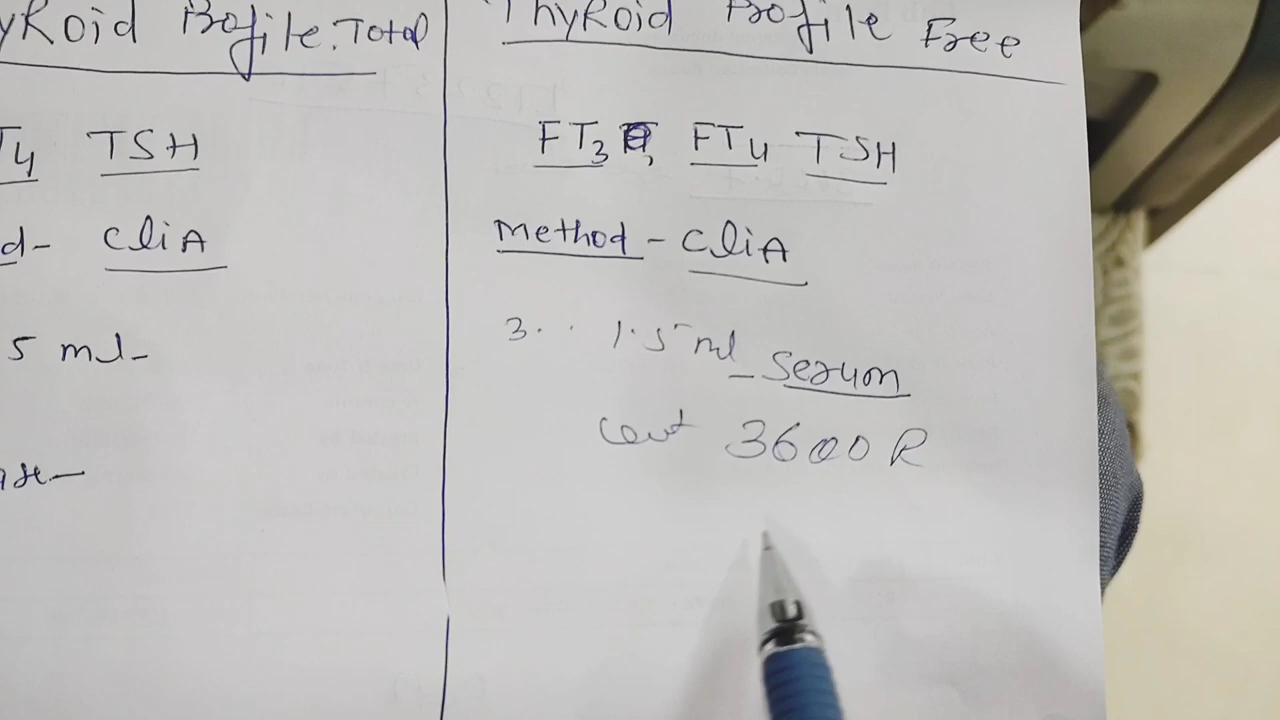 yRoid Profile. Total
T4 TSH
d- CliA
5 ml-
Thyroid Profile Free
FT3, FT4 TSH
Method - CliA
3. 1.5 ml - Serum
3600 R